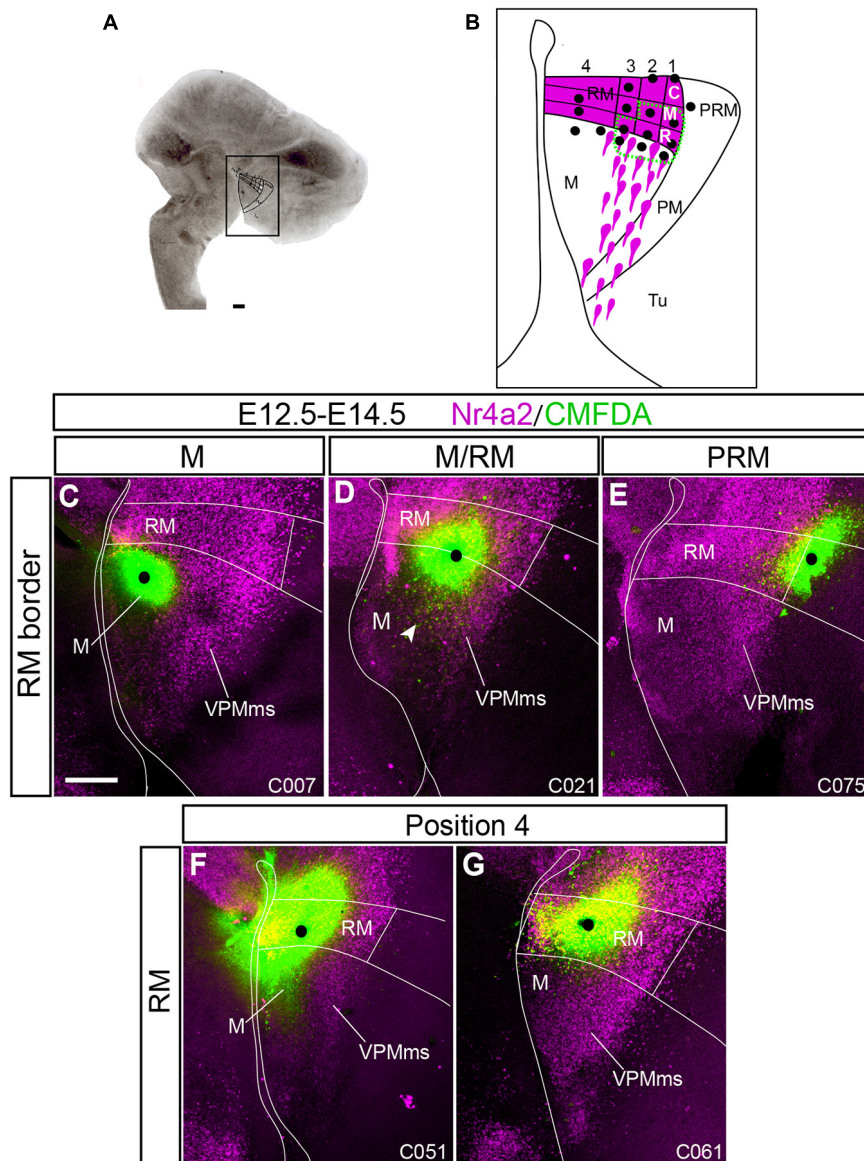 A
B
4 3 2 1
RM C PRM
M
R
M
PM
Tu
E12.5-E14.5 Nr4a2/CMFDA
M M/RM PRM
RM border
C
RM
M
VPMms
C007
D
RM
M
VPMms
C021
E
RM
M
VPMms
C075
Position 4
RM
F
RM
M
VPMms
C051
G
RM
M
VPMms
C061